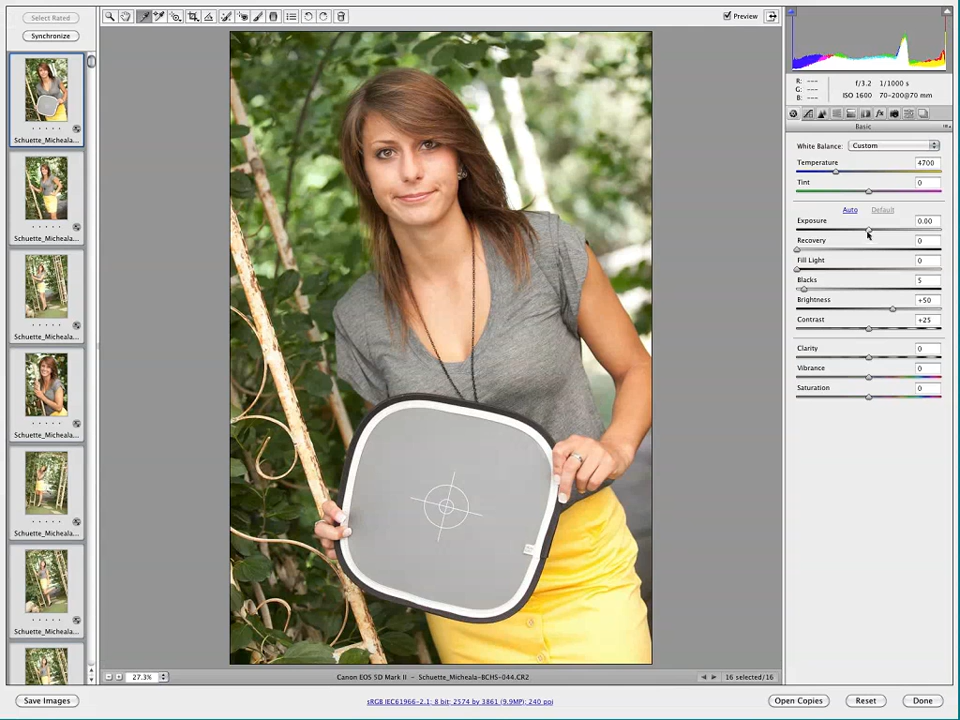 Select Rated
Synchronize
Preview
Schuette_Micheala...
Schuette_Micheala...
Schuette_Micheala...
Schuette_Micheala...
Schuette_Micheala...
Schuette_Micheala...
R: ---
G: ---
B: ---
f/3.2 1/1000 s
ISO 1600 70-200@70 mm
Basic
White Balance: Custom
Temperature 4700
Tint 0
Auto Default
Exposure 0.00
Recovery 0
Fill Light 0
Blacks 5
Brightness +50
Contrast +25
Clarity 0
Vibrance 0
Saturation 0
27.3%
Canon EOS 5D Mark II - Schuette_Micheala-BCHS-044.CR2
16 selected/16
Save Images
sRGB IEC61966-2.1; 8 bit; 2574 by 3861 (9.9MP); 240 ppi
Open Copies
Reset
Done